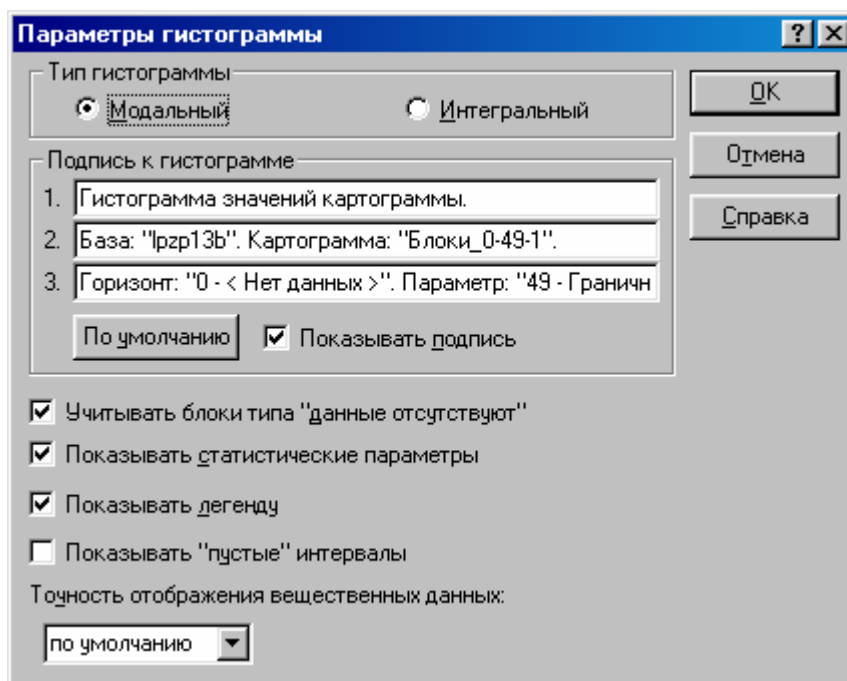 Параметры гистограммы
Тип гистограммы
Модальный
Интегральный
OK
Отмена
Справка
Подпись к гистограмме
1. Гистограмма значений картограммы.
2. База: "lpzp13b". Картограмма: "Блоки_0-49-1".
3. Горизонт: "0 - < Нет данных >". Параметр: "49 - Граничн
По умолчанию
Показывать подпись
Учитывать блоки типа "данные отсутствуют"
Показывать статистические параметры
Показывать легенду
Показывать "пустые" интервалы
Точность отображения вещественных данных:
по умолчанию